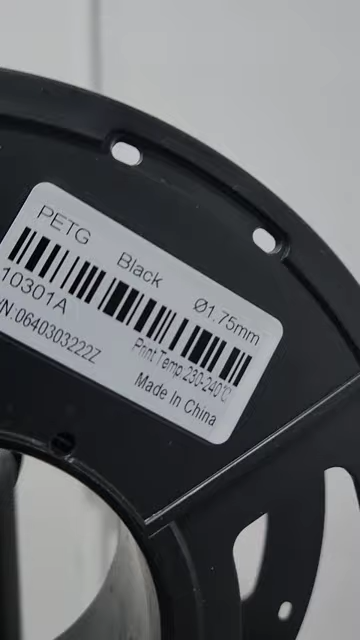 PETG Black Ø1.75mm
10301A Print Temp:230-240℃
N:0640303222Z Made In China